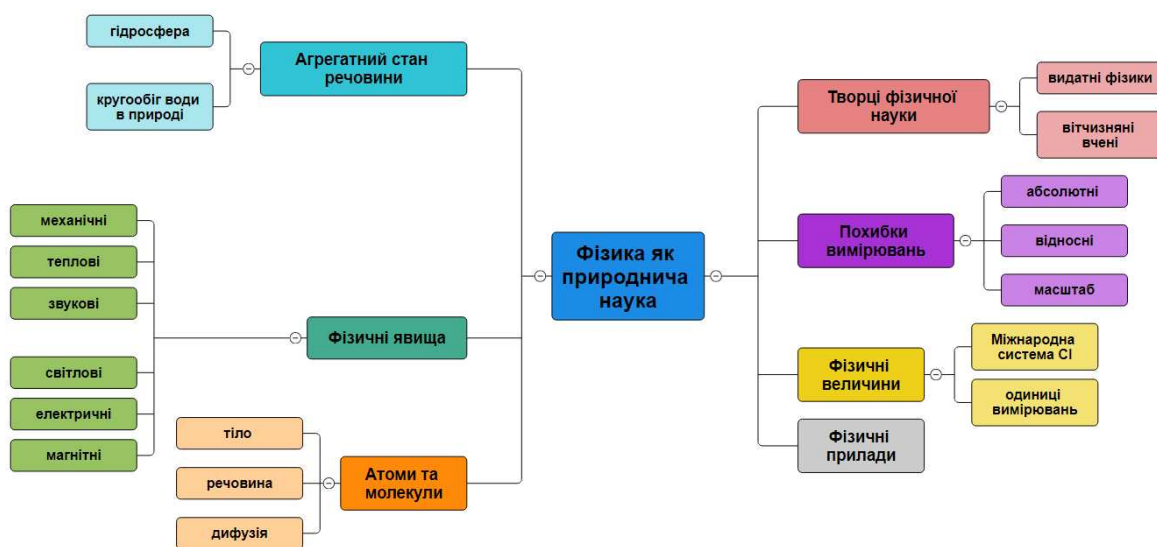 гідросфера
кругообіг води
в природі
Агрегатний стан
речовини
механічні
теплові
звукові
світлові
електричні
магнітні
Фізичні явища
тіло
речовина
дифузія
Атоми та
молекули
Фізика як
природнича
наука
Творці фізичної
науки
видатні фізики
вітчизняні
вчені
Похибки
вимірювань
абсолютні
відносні
масштаб
Фізичні
величини
Міжнародна
система СІ
одиниці
вимірювань
Фізичні
прилади